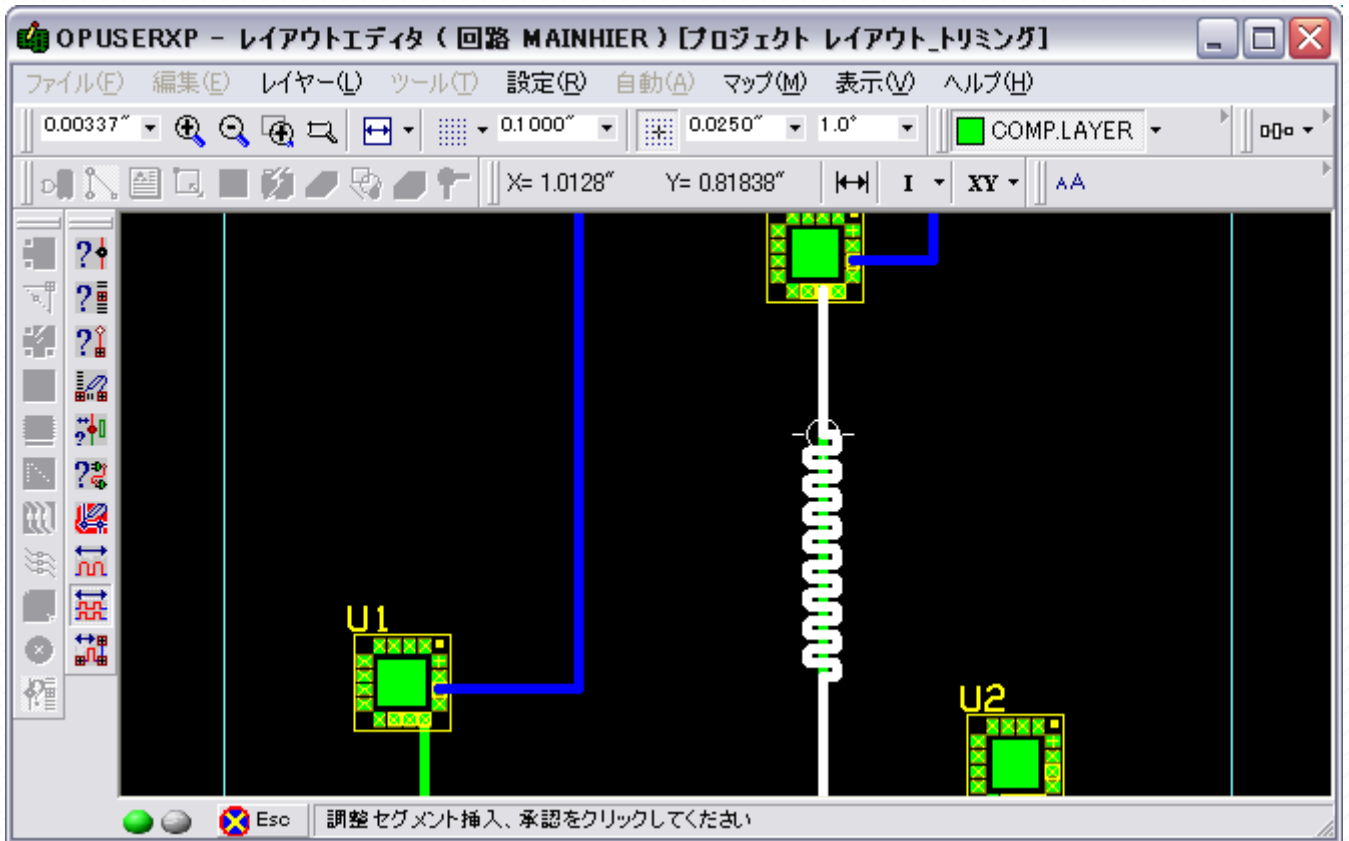 OPUSERXP - レイアウトエディタ ( 回路 MAINHIER ) [プロジェクト レイアウト_トリミング]
ファイル(F) 編集(E) レイヤー(L) ツール(T) 設定(R) 自動(A) マップ(M) 表示(V) ヘルプ(H)
0.00337″ 0.1000″ 0.0250″ 1.0° COMP.LAYER
X= 1.0128″ Y= 0.81838″ I XY AA
U1
U2
Esc 調整セグメント挿入、承認をクリックしてください